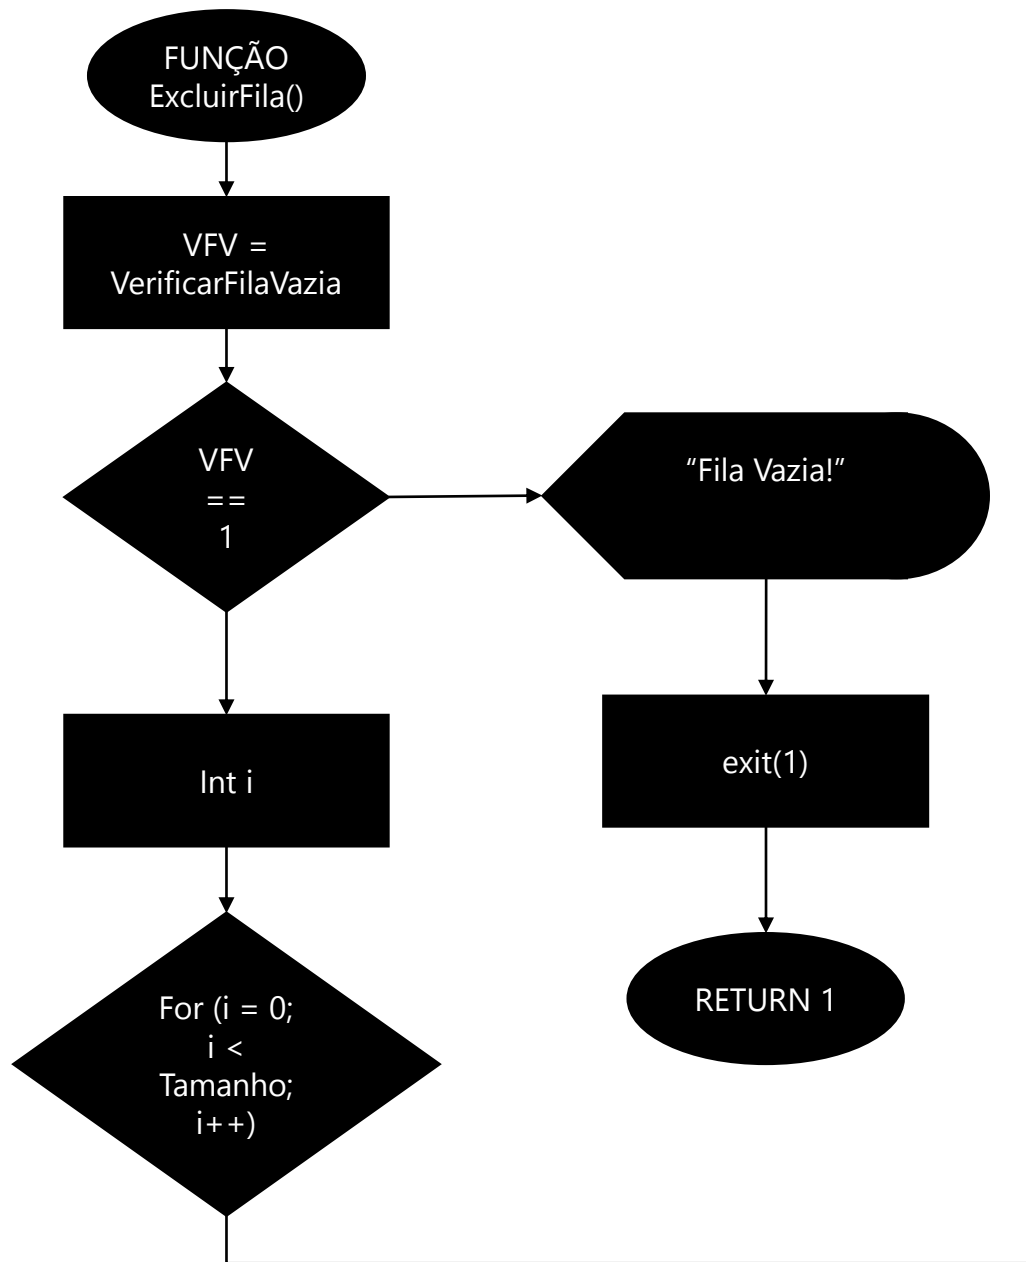 FUNÇÃO
ExcluirFila()
VFV =
VerificarFilaVazia
VFV
==
1
“Fila Vazia!”
Int i
exit(1)
For (i = 0;
i <
Tamanho;
i++)
RETURN 1